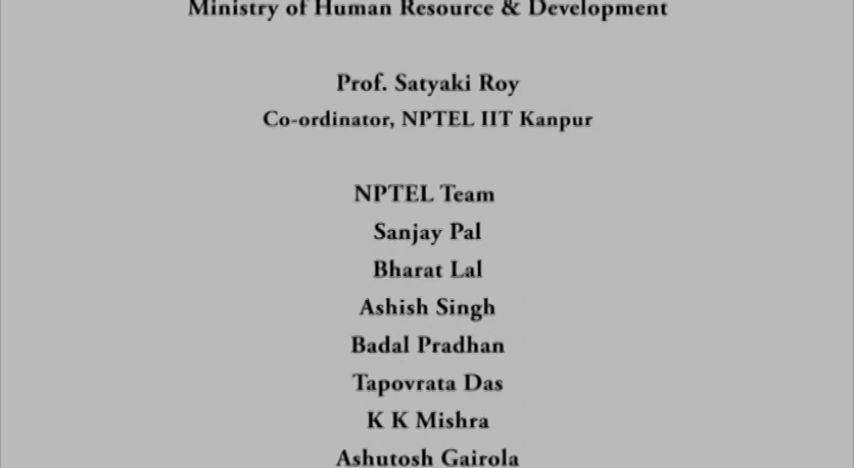 Ministry of Human Resource & Development
Prof. Satyaki Roy
Co-ordinator, NPTEL IIT Kanpur
NPTEL Team
Sanjay Pal
Bharat Lal
Ashish Singh
Badal Pradhan
Tapovrata Das
K K Mishra
Ashutosh Gairola